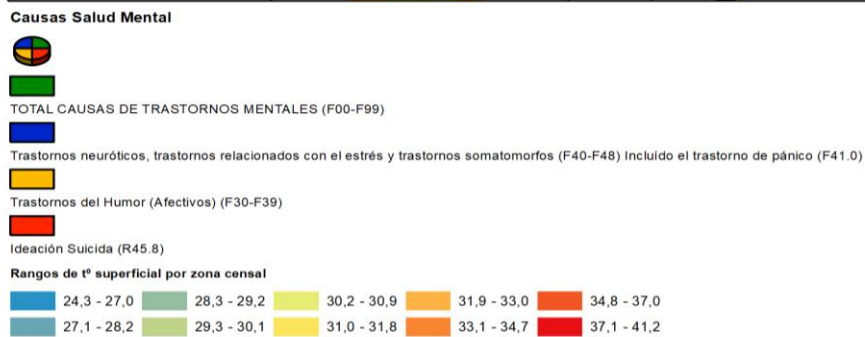 Causas Salud Mental
TOTAL CAUSAS DE TRASTORNOS MENTALES (F00-F99)
Trastornos neuróticos, trastornos relacionados con el estrés y trastornos somatomorfos (F40-F48) Incluído el trastorno de pánico (F41.0)
Trastornos del Humor (Afectivos) (F30-F39)
Ideación Suicida (R45.8)
Rangos de tº superficial por zona censal
24,3 - 27,0 28,3 - 29,2 30,2 - 30,9 31,9 - 33,0 34,8 - 37,0
27,1 - 28,2 29,3 - 30,1 31,0 - 31,8 33,1 - 34,7 37,1 - 41,2